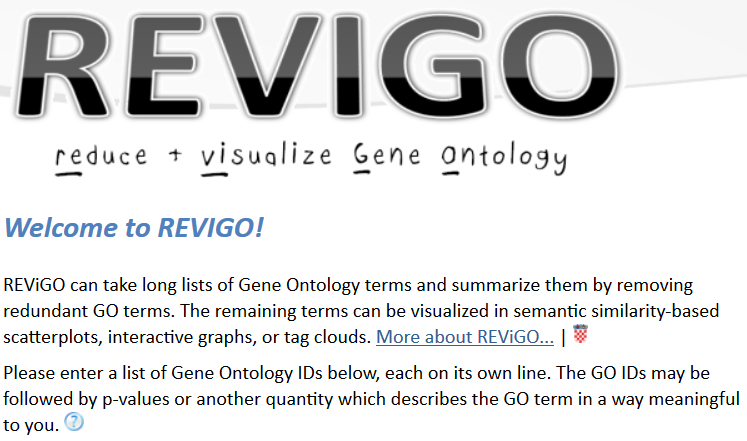 REVIGO
reduce + visualize Gene Ontology
Welcome to REVIGO!
REViGO can take long lists of Gene Ontology terms and summarize them by removing
redundant GO terms. The remaining terms can be visualized in semantic similarity-based
scatterplots, interactive graphs, or tag clouds. More about REViGO... |
Please enter a list of Gene Ontology IDs below, each on its own line. The GO IDs may be
followed by p-values or another quantity which describes the GO term in a way meaningful
to you. ?